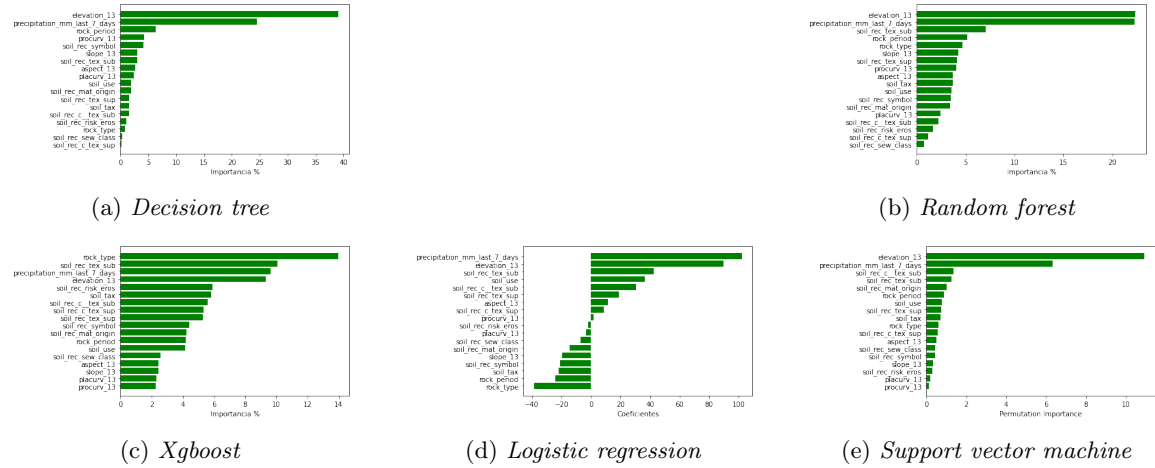 elevation_13
precipitation_mm_last_7_days
rock_period
procurv_13
soil_rec_symbol
slope_13
soil_rec_tex_sub
aspect_13
placurv_13
soil_use
soil_rec_mat_origin
soil_rec_tex_sup
soil_tax
soil_rec_c__tex_sub
soil_rec_risk_eros
rock_type
soil_rec_sew_class
soil_rec_c_tex_sup
0 5 10 15 20 25 30 35 40
Importancia %
(a) Decision tree
elevation_13
precipitation_mm_last_7_days
soil_rec_tex_sub
rock_period
rock_type
slope_13
soil_rec_tex_sup
procurv_13
aspect_13
soil_tax
soil_use
soil_rec_symbol
soil_rec_mat_origin
placurv_13
soil_rec_c__tex_sub
soil_rec_risk_eros
soil_rec_c_tex_sup
soil_rec_sew_class
0 5 10 15 20
Importancia %
(b) Random forest
rock_type
soil_rec_tex_sub
precipitation_mm_last_7_days
elevation_13
soil_rec_risk_eros
soil_tax
soil_rec_c__tex_sub
soil_rec_c_tex_sup
soil_rec_tex_sup
soil_rec_symbol
soil_rec_mat_origin
rock_period
soil_use
soil_rec_sew_class
aspect_13
slope_13
placurv_13
procurv_13
0 2 4 6 8 10 12 14
Importancia %
(c) Xgboost
precipitation_mm_last_7_days
elevation_13
soil_rec_tex_sub
soil_use
soil_rec_c__tex_sub
soil_rec_tex_sup
aspect_13
soil_rec_c_tex_sup
procurv_13
soil_rec_risk_eros
placurv_13
soil_rec_sew_class
soil_rec_mat_origin
slope_13
soil_rec_symbol
soil_tax
rock_period
rock_type
−40 −20 0 20 40 60 80 100
Coeficientes
(d) Logistic regression
elevation_13
precipitation_mm_last_7_days
soil_rec_c__tex_sub
soil_rec_tex_sub
soil_rec_mat_origin
rock_period
soil_use
soil_rec_tex_sup
soil_tax
rock_type
soil_rec_c_tex_sup
aspect_13
soil_rec_sew_class
soil_rec_symbol
slope_13
soil_rec_risk_eros
placurv_13
procurv_13
0 2 4 6 8 10
Permutation Importance
(e) Support vector machine